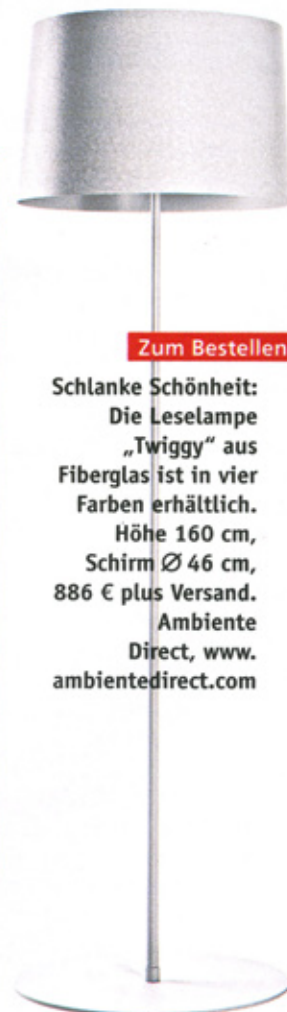 Zum Bestellen
Schlanke Schönheit:
Die Leselampe
„Twiggy“ aus
Fiberglas ist in vier
Farben erhältlich.
Höhe 160 cm,
Schirm Ø 46 cm,
886 € plus Versand.
Ambiente
Direct, www.
ambientedirect.com